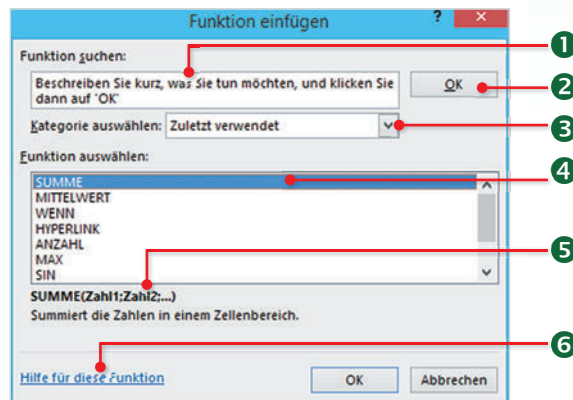 Funktion einfügen ? ×
Funktion suchen:
1
Beschreiben Sie kurz, was Sie tun möchten, und klicken Sie
dann auf 'OK'
OK
2
Kategorie auswählen: Zuletzt verwendet
3
Funktion auswählen:
SUMME
4
MITTELWERT
WENN
HYPERLINK
ANZAHL
MAX
SIN
5
SUMME(Zahl1;Zahl2;...)
Summiert die Zahlen in einem Zellenbereich.
6
Hilfe für diese Funktion
OK
Abbrechen